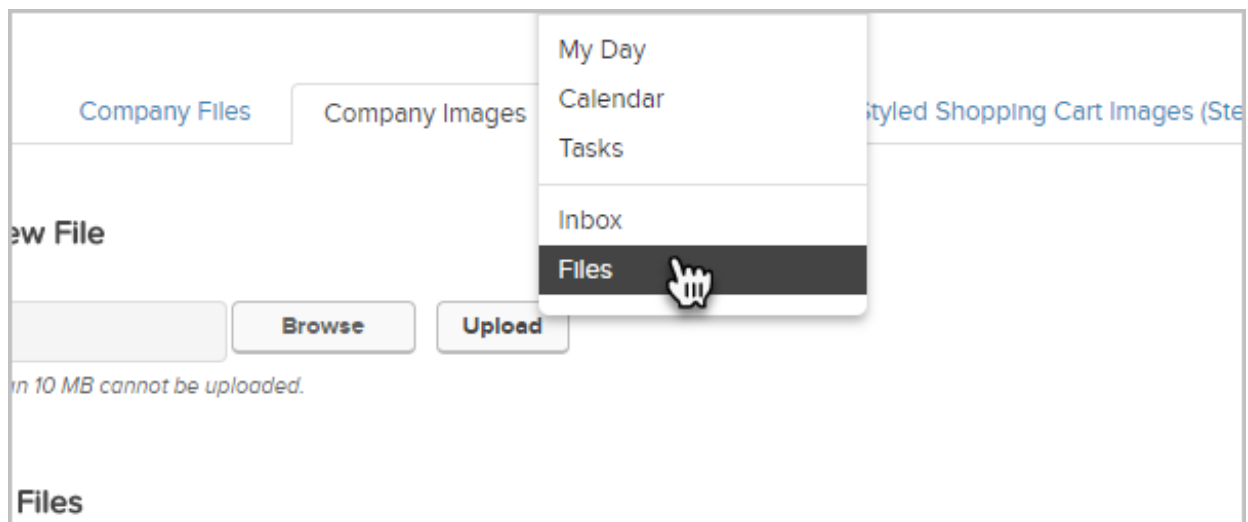 My Day
Company Files
Company Images
Calendar
Styled Shopping Cart Images (Ste
Tasks
ew File
Inbox
Files
Browse
Upload
an 10 MB cannot be uploaded.
Files